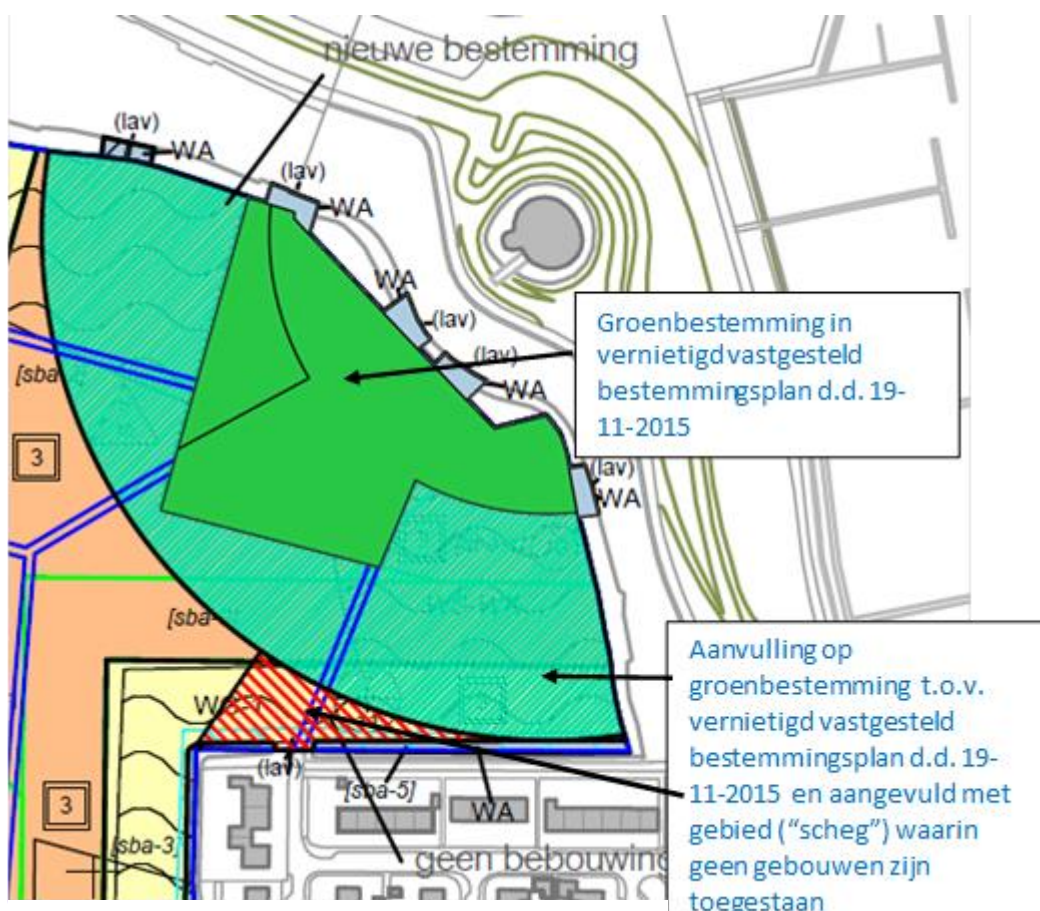 nieuwe bestemming
(lav)
WA
(lav)
WA
WA
(lav)
(lav)
WA
Groenbestemming in
vernietigd vastgesteld
bestemmingsplan d.d. 19-
11-2015
[sba-
3
(lav)
WA
[sba-
Aanvulling op
groenbestemming t.o.v.
vernietigd vastgesteld
bestemmingsplan d.d. 19-
11-2015 en aangevuld met
gebied ("scheg") waarin
geen gebouwen zijn
toegestaan
(lav)
[sba-5]
3
WA
[sba-3]
geen bebouwing